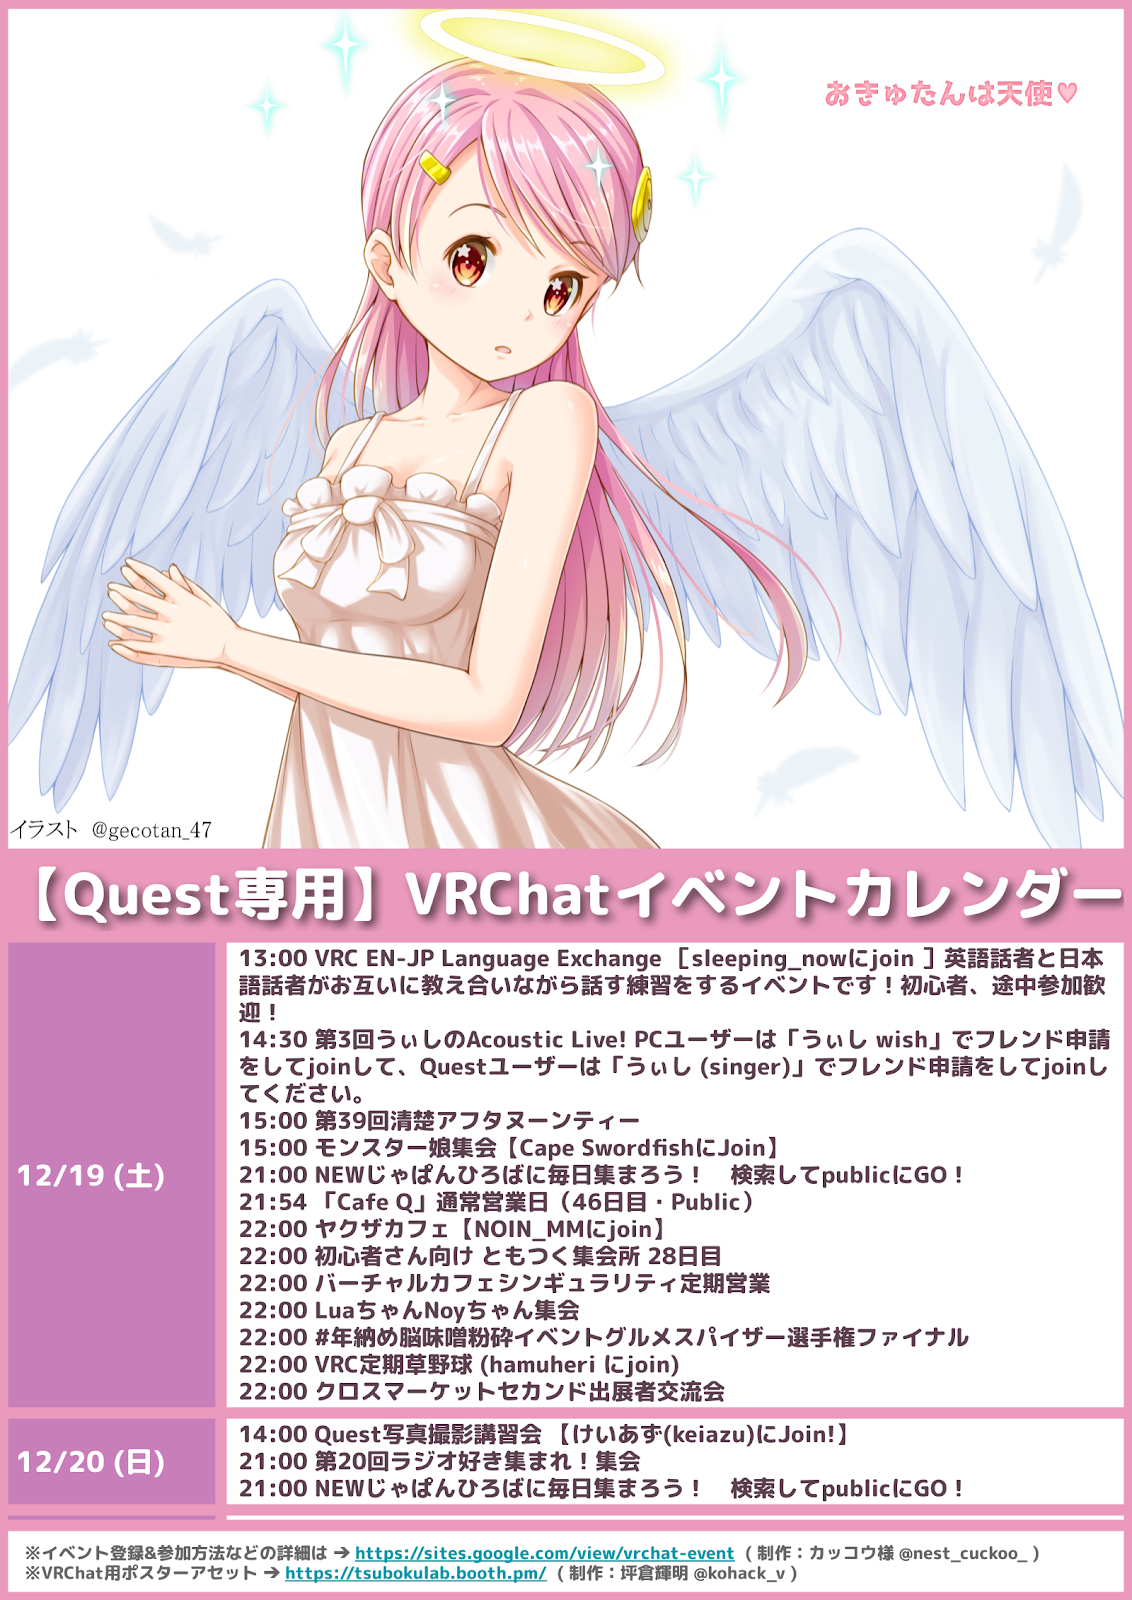 おきゅたんは天使♥
イラスト @gecotan_47
【Quest専用】VRChatイベントカレンダー
12/19 (土)
13:00 VRC EN-JP Language Exchange ［sleeping_nowにjoin ］英語話者と日本
語話者がお互いに教え合いながら話す練習をするイベントです！初心者、途中参加歓
迎！
14:30 第3回うぃしのAcoustic Live! PCユーザーは「うぃし wish」でフレンド申請
をしてjoinして、Questユーザーは「うぃし (singer)」でフレンド申請をしてjoinし
てください。
15:00 第39回清楚アフタヌーンティー
15:00 モンスター娘集会【Cape SwordfishにJoin】
21:00 NEWじゃぱんひろばに毎日集まろう！　検索してpublicにGO！
21:54 「Cafe Q」通常営業日（46日目・Public）
22:00 ヤクザカフェ【NOIN_MMにjoin】
22:00 初心者さん向け ともつく集会所 28日目
22:00 バーチャルカフェシンギュラリティ定期営業
22:00 LuaちゃんNoyちゃん集会
22:00 #年納め脳味噌粉砕イベントグルメスパイザー選手権ファイナル
22:00 VRC定期草野球 (hamuheri にjoin)
22:00 クロスマーケットセカンド出展者交流会
12/20 (日)
14:00 Quest写真撮影講習会 【けいあず(keiazu)にJoin!】
21:00 第20回ラジオ好き集まれ！集会
21:00 NEWじゃぱんひろばに毎日集まろう！　検索してpublicにGO！
※イベント登録&参加方法などの詳細は ➔ https://sites.google.com/view/vrchat-event ( 制作：カッコウ様 @nest_cuckoo_ )
※VRChat用ポスターアセット ➔ https://tsubokulab.booth.pm/ ( 制作：坪倉輝明 @kohack_v )